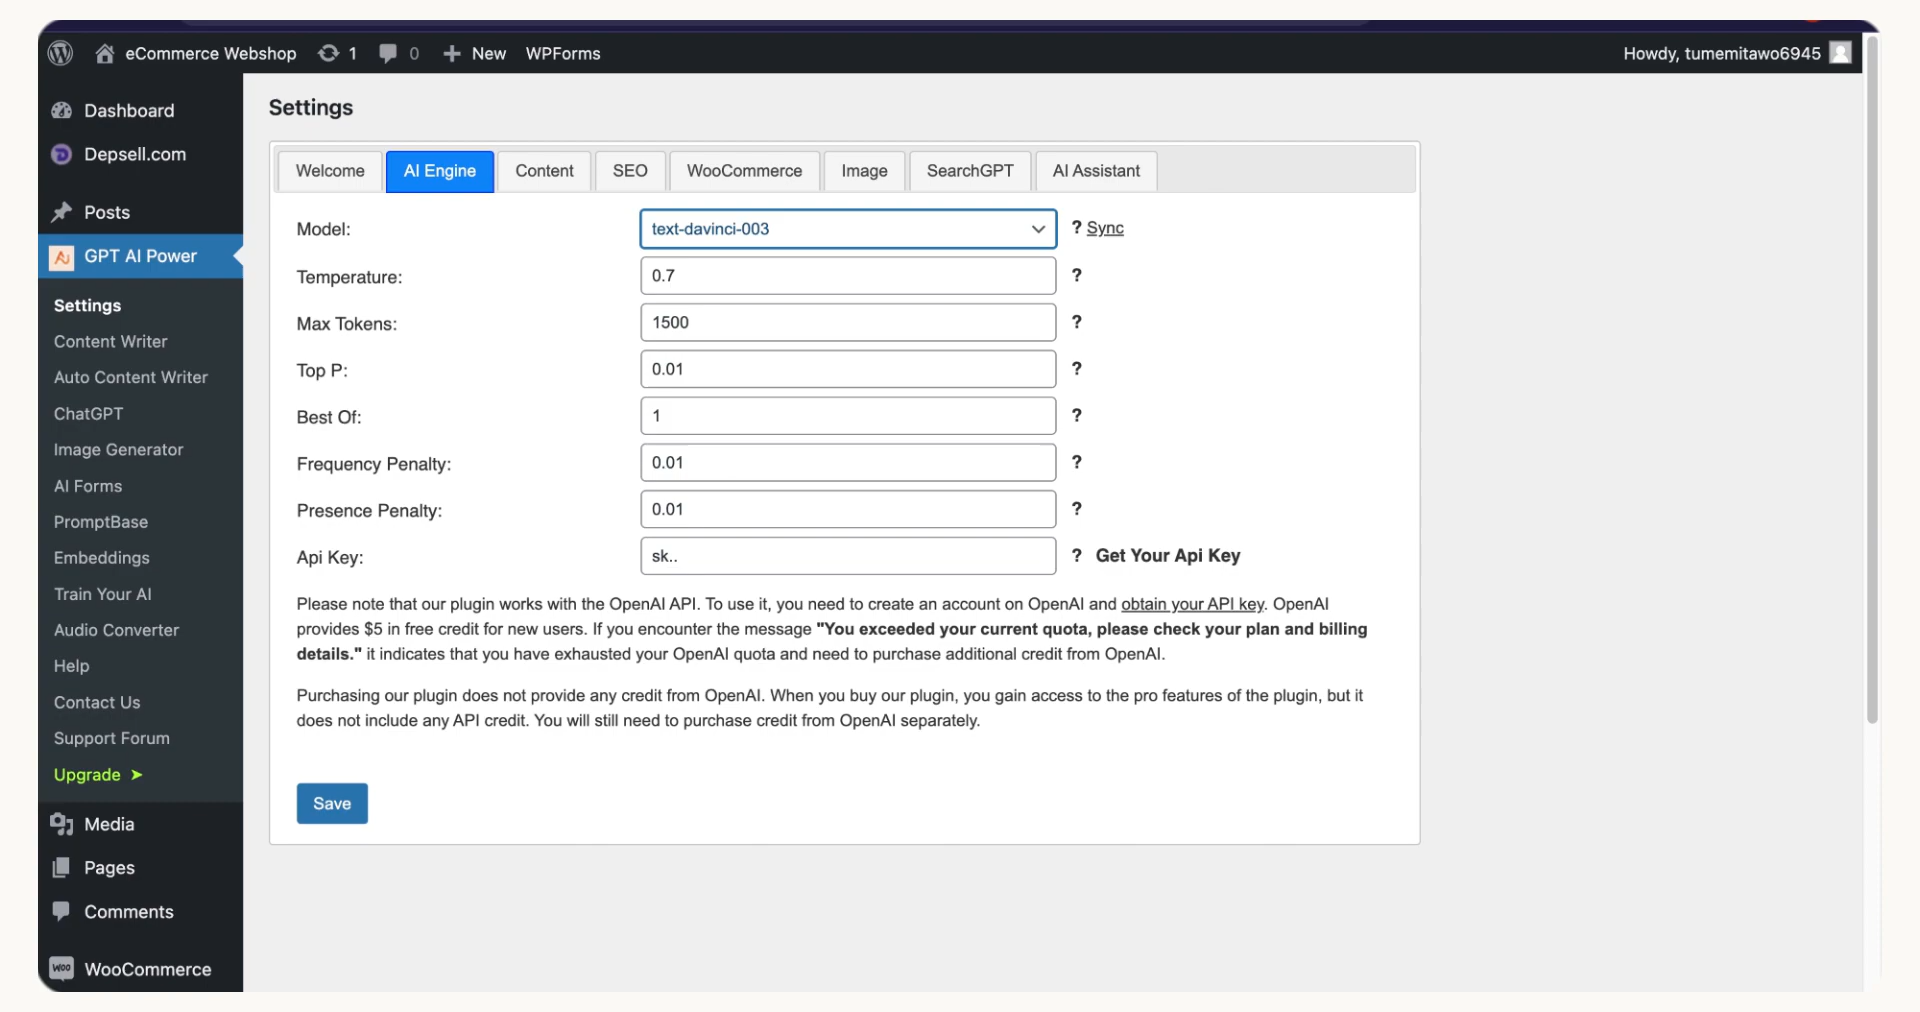 eCommerce Webshop 1 0 New WPForms Howdy, tumemitawo6945
Dashboard
Depsell.com
Posts
GPT AI Power
Settings
Content Writer
Auto Content Writer
ChatGPT
Image Generator
AI Forms
PromptBase
Embeddings
Train Your AI
Audio Converter
Help
Contact Us
Support Forum
Upgrade ➤
Media
Pages
Comments
WOO WooCommerce
Settings
Welcome AI Engine Content SEO WooCommerce Image SearchGPT AI Assistant
Model: text-davinci-003 ? Sync
Temperature: 0.7 ?
Max Tokens: 1500 ?
Top P: 0.01 ?
Best Of: 1 ?
Frequency Penalty: 0.01 ?
Presence Penalty: 0.01 ?
Api Key: sk.. ? Get Your Api Key
Please note that our plugin works with the OpenAI API. To use it, you need to create an account on OpenAI and obtain your API key. OpenAI
provides $5 in free credit for new users. If you encounter the message "You exceeded your current quota, please check your plan and billing
details." it indicates that you have exhausted your OpenAI quota and need to purchase additional credit from OpenAI.
Purchasing our plugin does not provide any credit from OpenAI. When you buy our plugin, you gain access to the pro features of the plugin, but it
does not include any API credit. You will still need to purchase credit from OpenAI separately.
Save